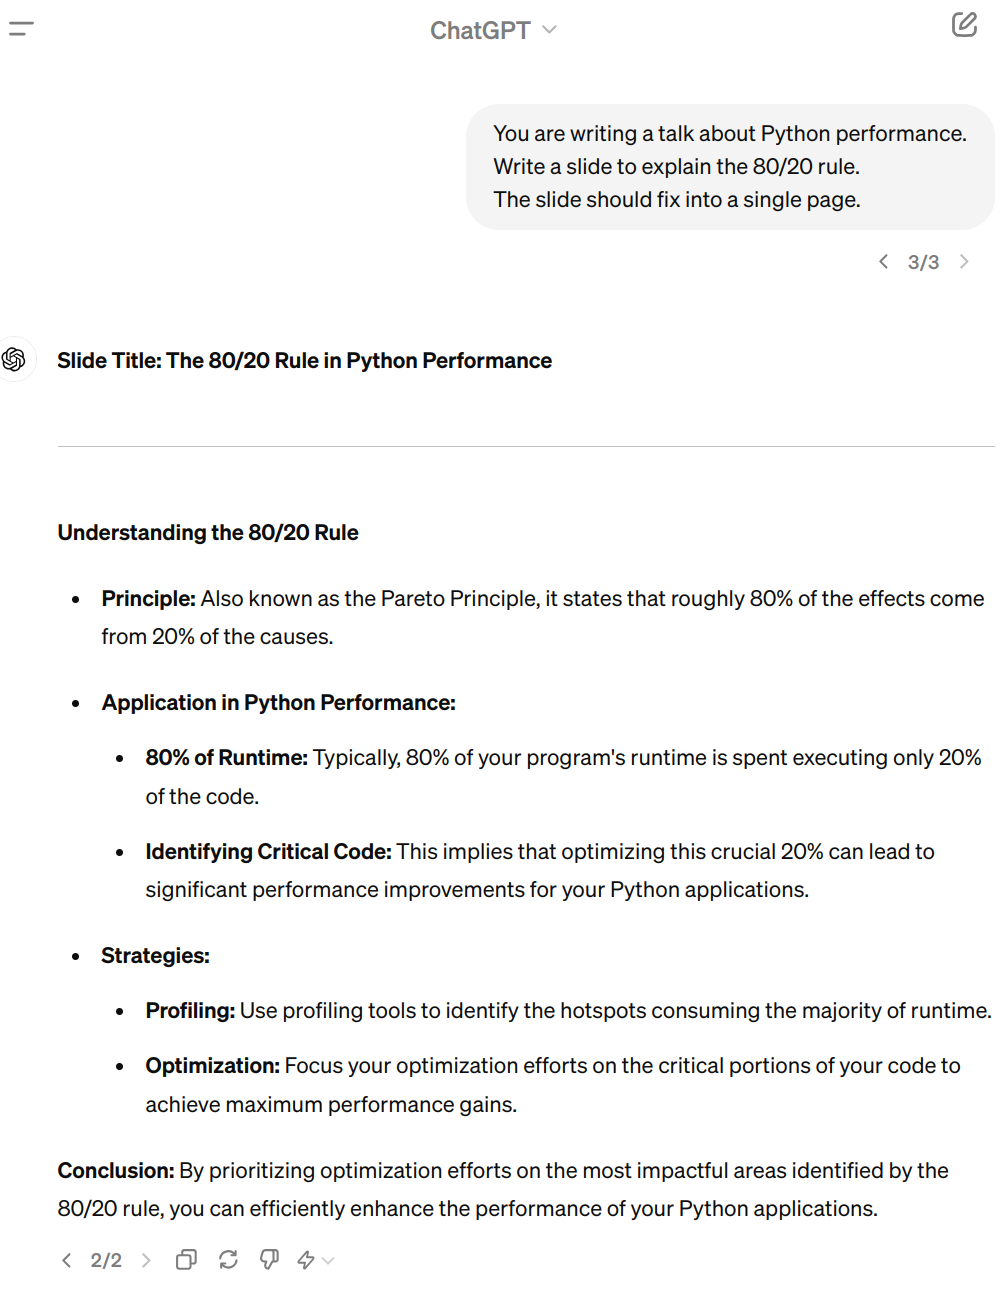 ChatGPT
You are writing a talk about Python performance.
Write a slide to explain the 80/20 rule.
The slide should fix into a single page.
3/3
Slide Title: The 80/20 Rule in Python Performance
Understanding the 80/20 Rule
Principle: Also known as the Pareto Principle, it states that roughly 80% of the effects come
from 20% of the causes.
Application in Python Performance:
80% of Runtime: Typically, 80% of your program's runtime is spent executing only 20%
of the code.
Identifying Critical Code: This implies that optimizing this crucial 20% can lead to
significant performance improvements for your Python applications.
Strategies:
Profiling: Use profiling tools to identify the hotspots consuming the majority of runtime.
Optimization: Focus your optimization efforts on the critical portions of your code to
achieve maximum performance gains.
Conclusion: By prioritizing optimization efforts on the most impactful areas identified by the
80/20 rule, you can efficiently enhance the performance of your Python applications.
2/2